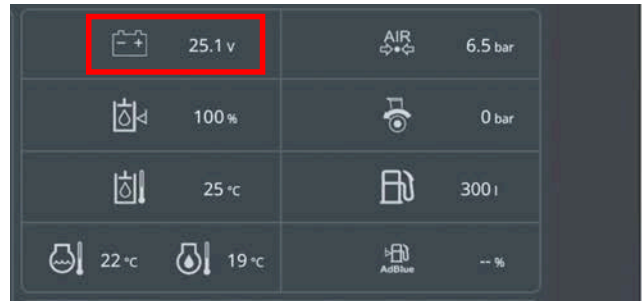 25.1 v
AIR
6.5 bar
100 %
0 bar
25 °C
300 l
22 °C
19 °C
AdBlue
-- %